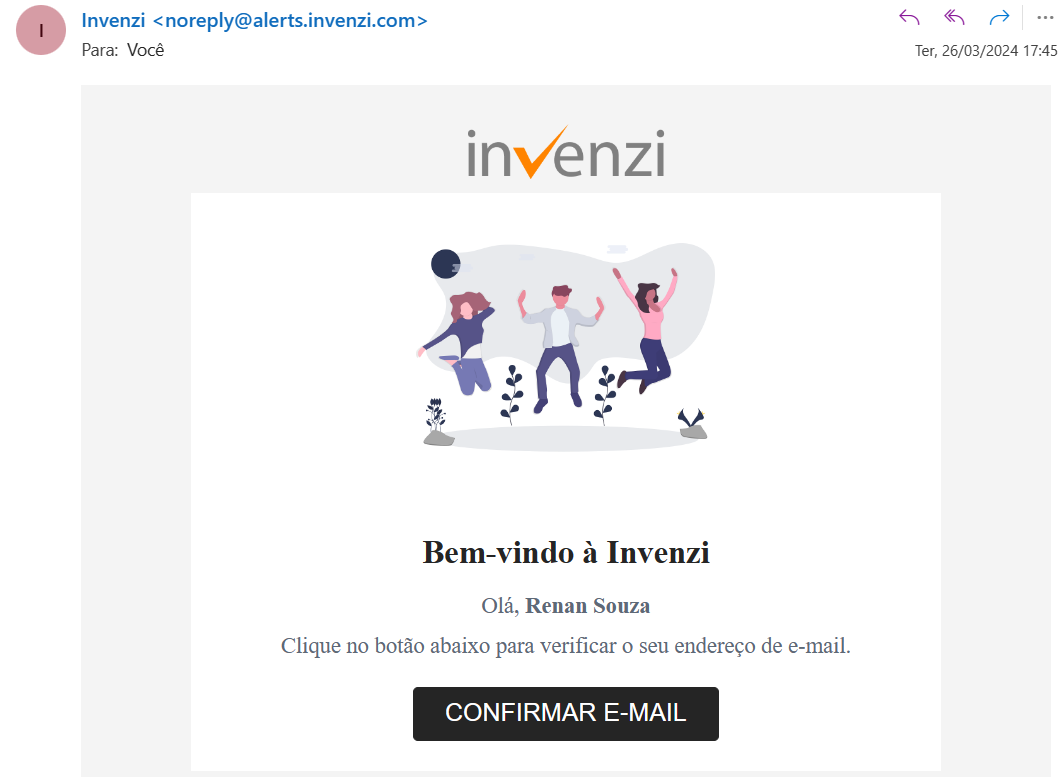 I
Invenzi <noreply@alerts.invenzi.com>
Para: Você
Ter, 26/03/2024 17:45
invenzi
Bem-vindo à Invenzi
Olá, Renan Souza
Clique no botão abaixo para verificar o seu endereço de e-mail.
CONFIRMAR E-MAIL